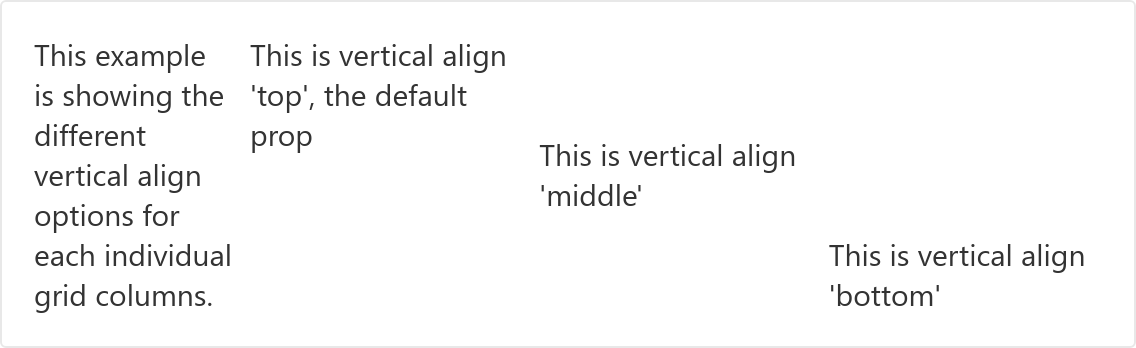 This example
is showing the
different
vertical align
options for
each individual
grid columns.
This is vertical align
'top', the default
prop
This is vertical align
'middle'
This is vertical align
'bottom'